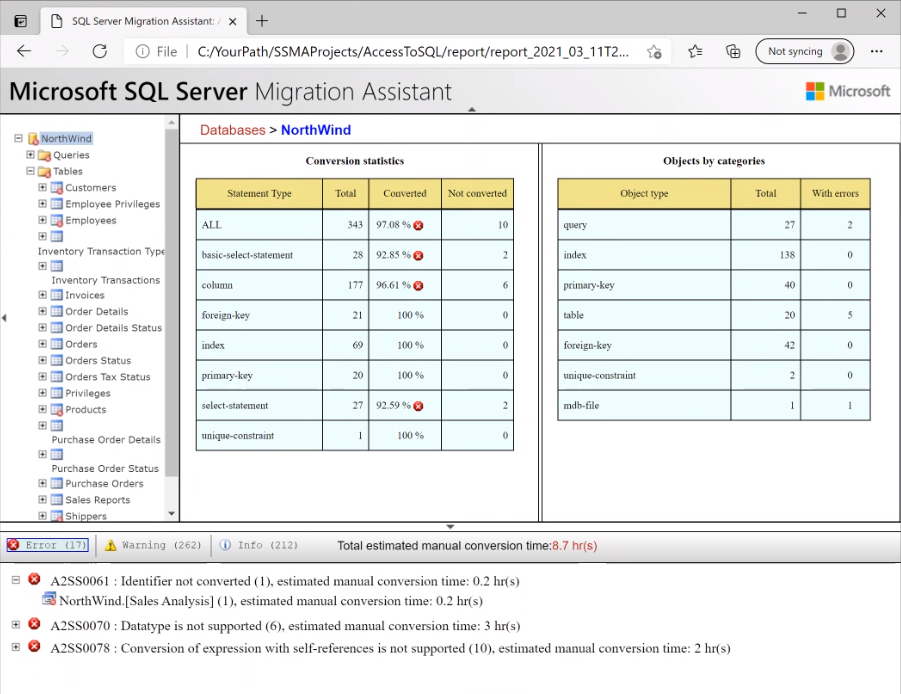 SQL Server Migration Assistant: /
File
C:/YourPath/SSMAProjects/AccessToSQL/report/report_2021_03_11T2...
Not syncing
Microsoft SQL Server Migration Assistant
Microsoft
NorthWind
Queries
Tables
Customers
Employee Privileges
Employees
Inventory Transaction Type
Inventory Transactions
Invoices
Order Details
Order Details Status
Orders
Orders Status
Orders Tax Status
Privileges
Products
Purchase Order Details
Purchase Order Status
Purchase Orders
Sales Reports
Shippers
Databases > NorthWind
Conversion statistics
Statement Type Total Converted Not converted
ALL 343 97.08 % 10
basic-select-statement 28 92.85 % 2
column 177 96.61 % 6
foreign-key 21 100 % 0
index 69 100 % 0
primary-key 20 100 % 0
select-statement 27 92.59 % 2
unique-constraint 1 100 % 0
Objects by categories
Object type Total With errors
query 27 2
index 138 0
primary-key 40 0
table 20 5
foreign-key 42 0
unique-constraint 2 0
mdb-file 1 1
Error (17) Warning (262) Info (212) Total estimated manual conversion time:8.7 hr(s)
A2SS0061 : Identifier not converted (1), estimated manual conversion time: 0.2 hr(s)
NorthWind.[Sales Analysis] (1), estimated manual conversion time: 0.2 hr(s)
A2SS0070 : Datatype is not supported (6), estimated manual conversion time: 3 hr(s)
A2SS0078 : Conversion of expression with self-references is not supported (10), estimated manual conversion time: 2 hr(s)